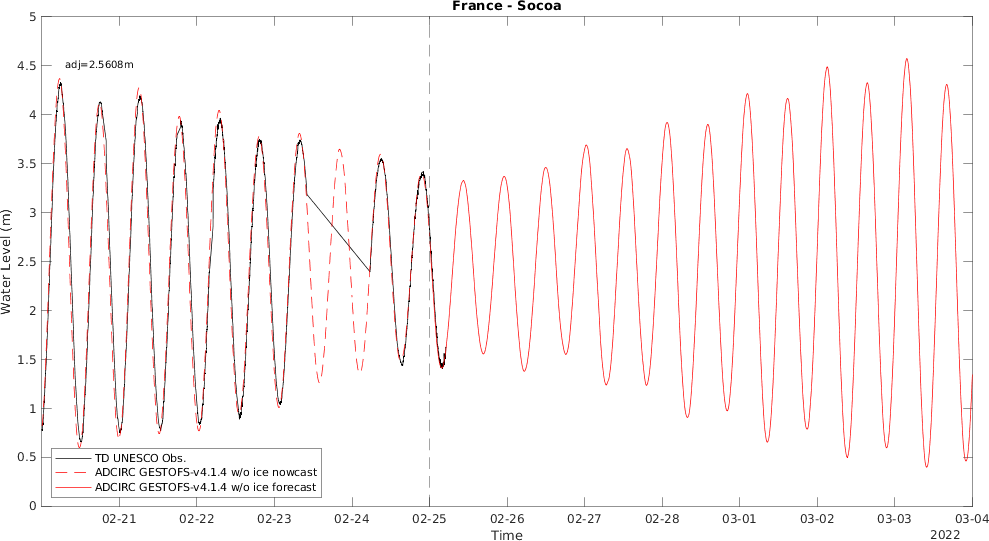 France - Socoa
5
4.5
4
3.5
3
2.5
2
1.5
1
0.5
0
Water Level (m)
adj=2.5608m
TD UNESCO Obs.
ADCIRC GESTOFS-v4.1.4 w/o ice nowcast
ADCIRC GESTOFS-v4.1.4 w/o ice forecast
02-21 02-22 02-23 02-24 02-25 02-26 02-27 02-28 03-01 03-02 03-03 03-04
Time
2022